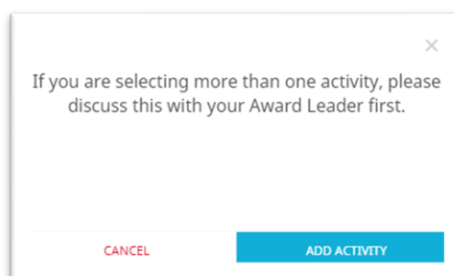 If you are selecting more than one activity, please
discuss this with your Award Leader first.
CANCEL
ADD ACTIVITY